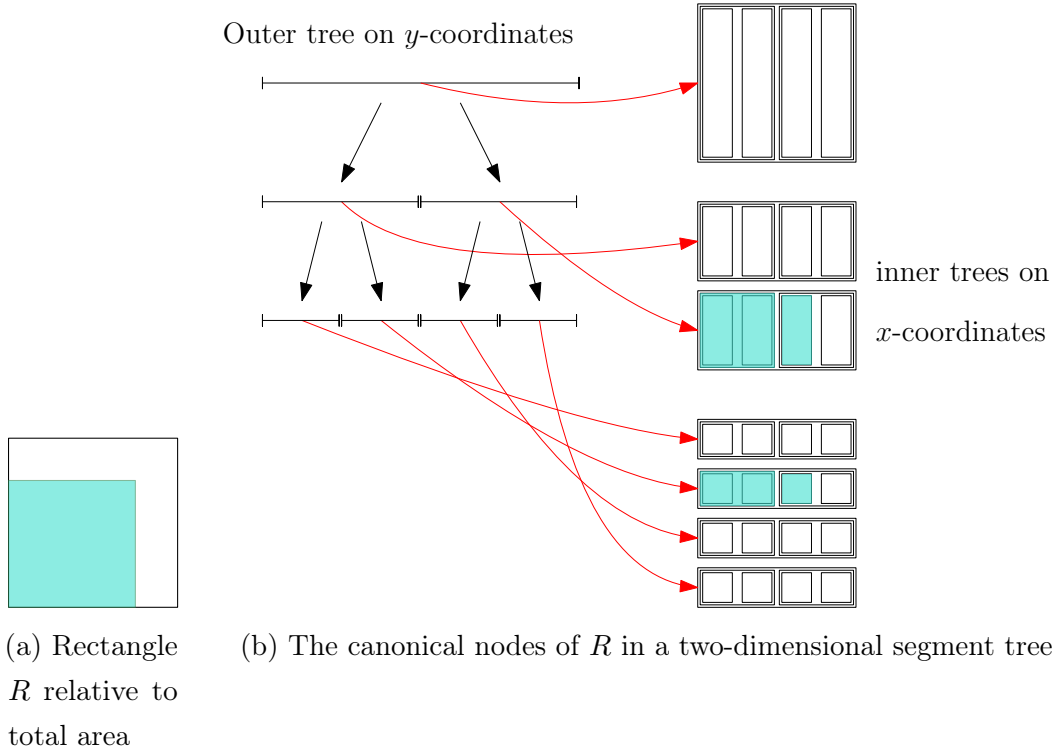 Outer tree on y-coordinates
inner trees on
x-coordinates
(a) Rectangle
R relative to
total area
(b) The canonical nodes of R in a two-dimensional segment tree